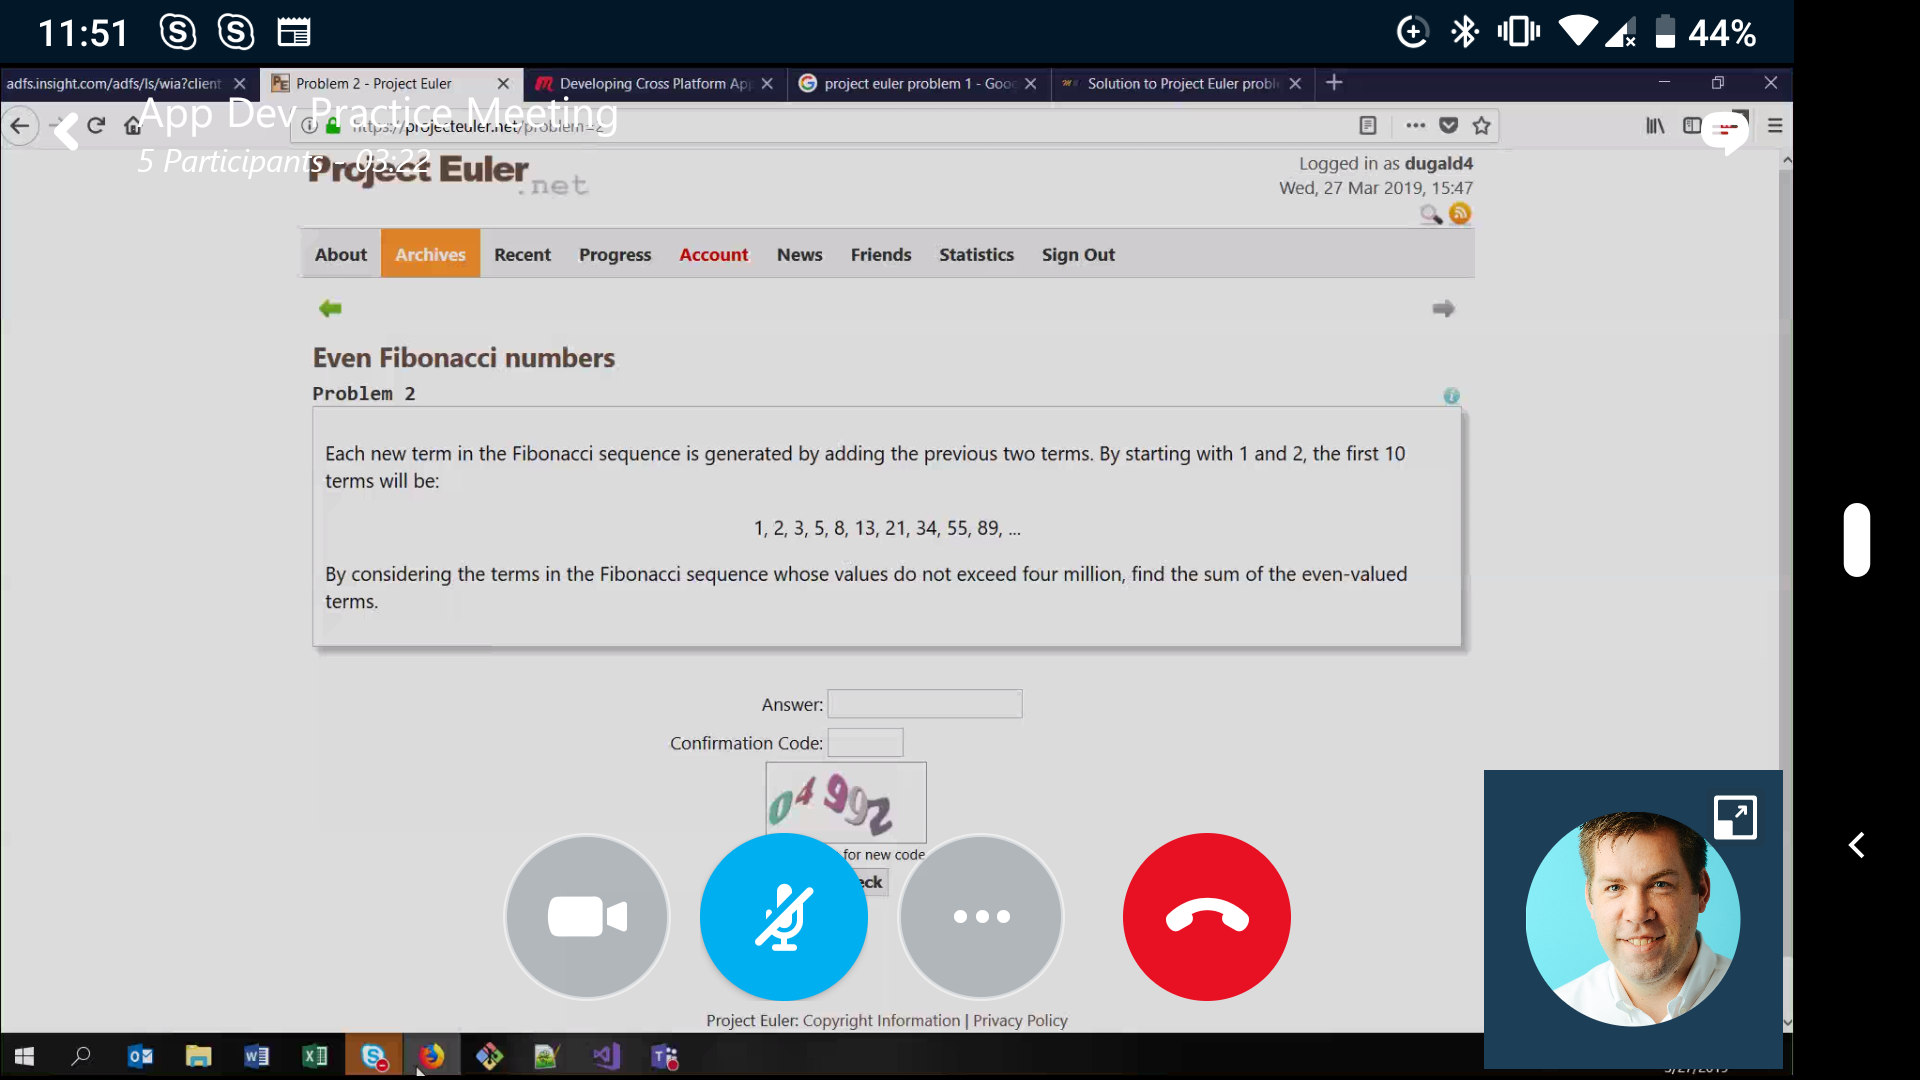 11:51
44%
adfs.insight.com/adfs/ls/wia?client
Problem 2 - Project Euler
Developing Cross Platform Ap
project euler problem 1 - Goo
Solution to Project Euler probl
App Dev Practice Meeting
https://projecteuler.net/problem=2
5 Participants - 03:22
Project Euler
.net
Logged in as dugald4
Wed, 27 Mar 2019, 15:47
About Archives Recent Progress Account News Friends Statistics Sign Out
Even Fibonacci numbers
Problem 2
Each new term in the Fibonacci sequence is generated by adding the previous two terms. By starting with 1 and 2, the first 10
terms will be:
1, 2, 3, 5, 8, 13, 21, 34, 55, 89, ...
By considering the terms in the Fibonacci sequence whose values do not exceed four million, find the sum of the even-valued
terms.
Answer:
Confirmation Code:
04992
for new code
eck
Project Euler: Copyright Information | Privacy Policy